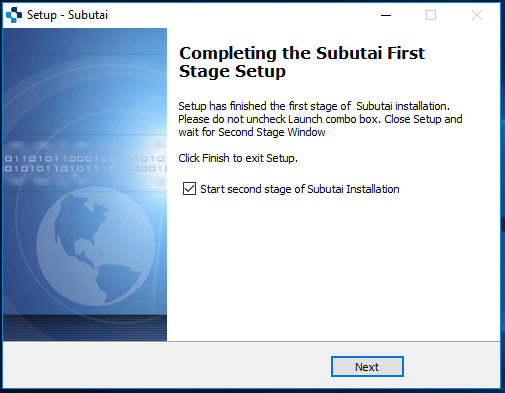 Setup - Subutai
Completing the Subutai First
Stage Setup
Setup has finished the first stage of  Subutai installation.
Please do not uncheck Launch combo box. Close Setup and
wait for Second Stage Window
Click Finish to exit Setup.
Start second stage of Subutai Installation
Next